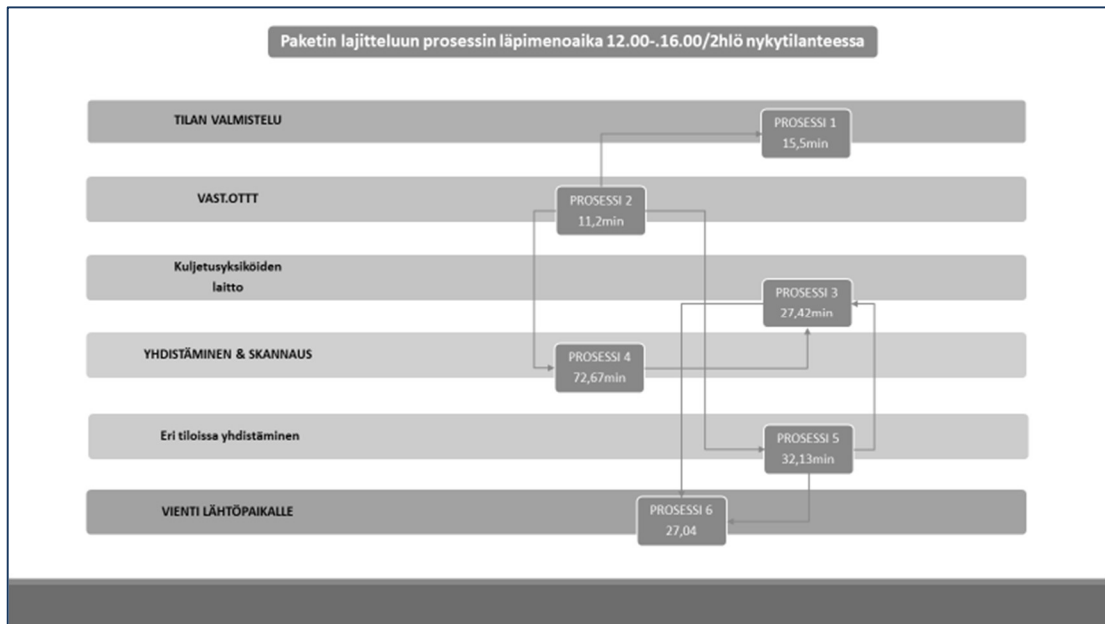 Paketin lajitteluun prosessin läpimenoaika 12.00-.16.00/2hlö nykytilanteessa
TILAN VALMISTELU
PROSESSI 1
15,5min
VAST.OTTT
PROSESSI 2
11,2min
Kuljetusyksiköiden
laitto
PROSESSI 3
27,42min
YHDISTÄMINEN & SKANNAUS
PROSESSI 4
72,67min
Eri tiloissa yhdistäminen
PROSESSI 5
32,13min
VIENTI LÄHTÖPAIKALLE
PROSESSI 6
27,04